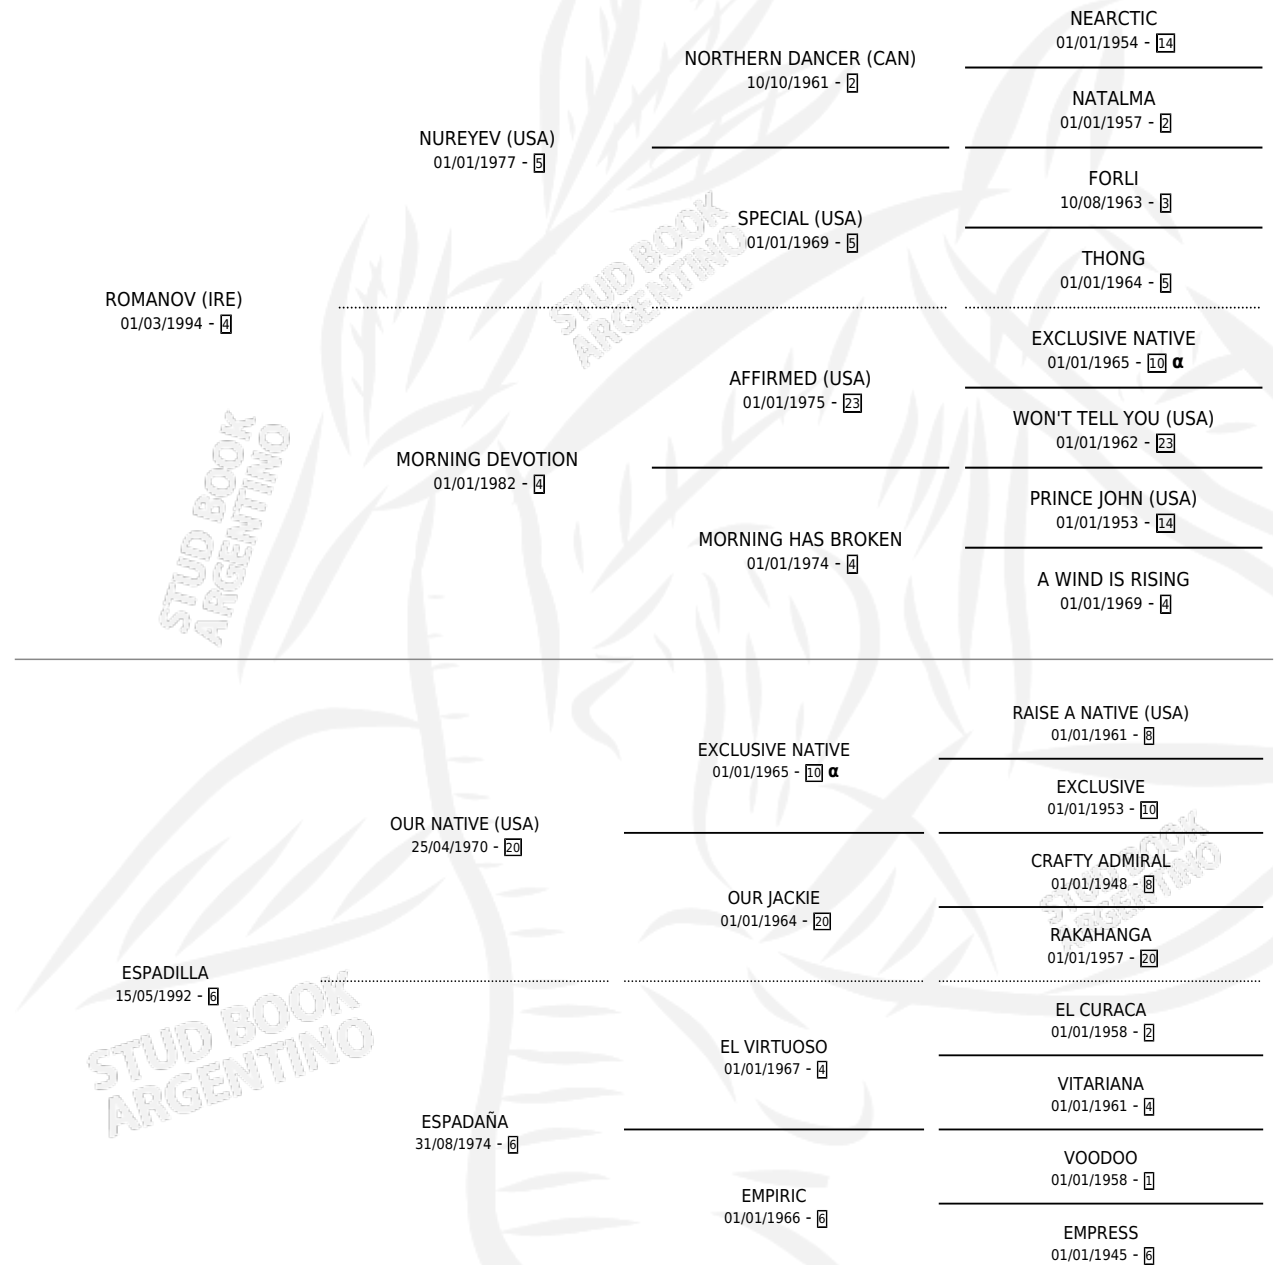 NEARCTIC
01/01/1954 - 14
NORTHERN DANCER (CAN)
10/10/1961 - 2
NATALMA
01/01/1957 - 2
NUREYEV (USA)
01/01/1977 - 5
FORLI
10/08/1963 - 3
SPECIAL (USA)
01/01/1969 - 5
THONG
01/01/1964 - 5
ROMANOV (IRE)
01/03/1994 - 4
STUD BOOK
ARGENTINO
EXCLUSIVE NATIVE
01/01/1965 - 10 α
AFFIRMED (USA)
01/01/1975 - 23
WON'T TELL YOU (USA)
01/01/1962 - 23
MORNING DEVOTION
01/01/1982 - 4
PRINCE JOHN (USA)
01/01/1953 - 14
MORNING HAS BROKEN
01/01/1974 - 4
A WIND IS RISING
01/01/1969 - 4
STUD BOOK
ARGENTINO
RAISE A NATIVE (USA)
01/01/1961 - 8
EXCLUSIVE NATIVE
01/01/1965 - 10 α
EXCLUSIVE
01/01/1953 - 10
OUR NATIVE (USA)
25/04/1970 - 20
CRAFTY ADMIRAL
01/01/1948 - 8
STUD BOOK
ARGENTINO
OUR JACKIE
01/01/1964 - 20
RAKAHANGA
01/01/1957 - 20
ESPADILLA
15/05/1992 - 6
STUD BOOK
ARGENTINO
EL CURACA
01/01/1958 - 2
EL VIRTUOSO
01/01/1967 - 4
VITARIANA
01/01/1961 - 4
ESPADAÑA
31/08/1974 - 6
VOODOO
01/01/1958 - 1
EMPIRIC
01/01/1966 - 6
EMPRESS
01/01/1945 - 6